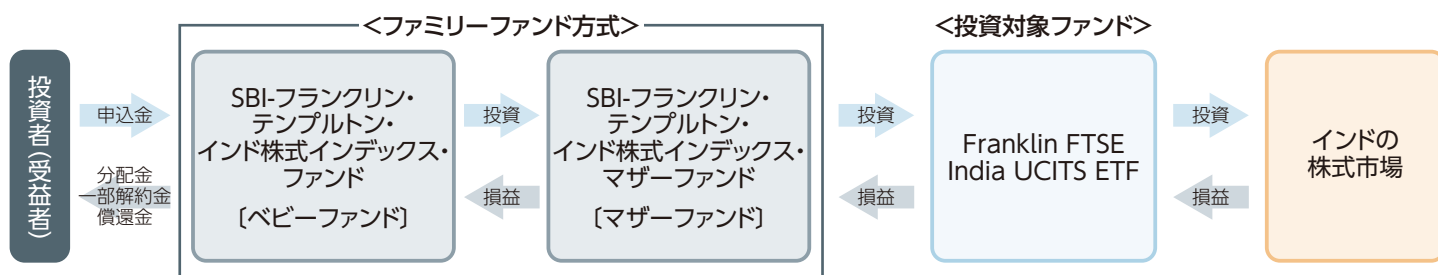 <ファミリーファンド方式>
<投資対象ファンド>
投資者(受益者)
申込金
分配金
一部解約金
償還金
SBI-フランクリン・
テンプルトン・
インド株式インデックス・
ファンド
〔ベビーファンド〕
投資
損益
SBI-フランクリン・
テンプルトン・
インド株式インデックス・
マザーファンド
〔マザーファンド〕
投資
損益
Franklin FTSE
India UCITS ETF
投資
損益
インドの
株式市場